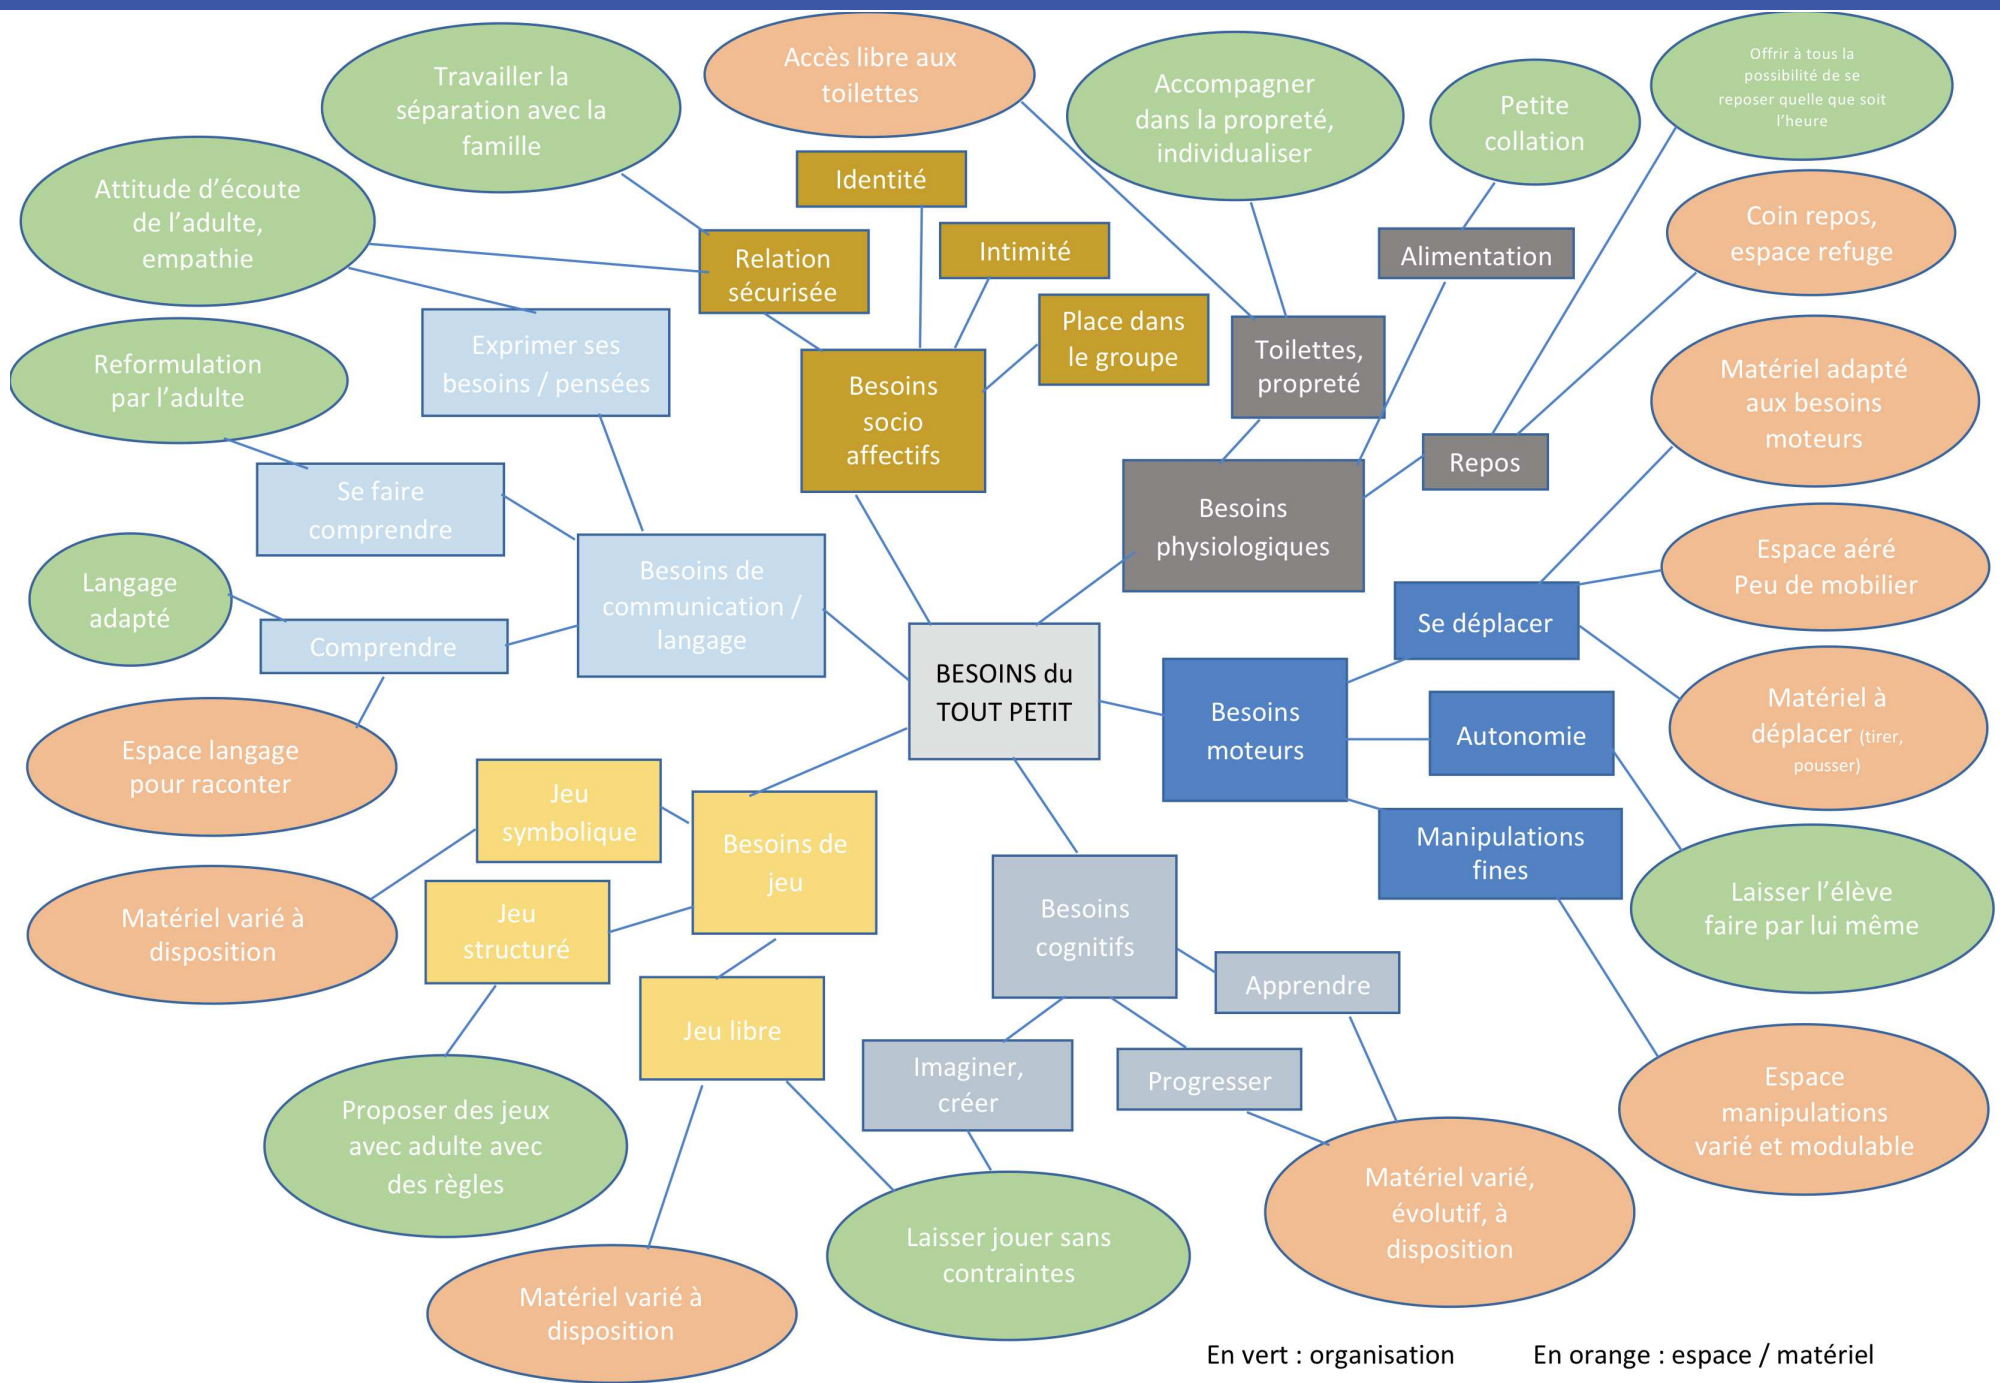 Travailler la
séparation avec la
famille
Accès libre aux
toilettes
Accompagner
dans la propreté,
individualiser
Petite
collation
Offrir à tous la
possibilité de se
reposer quelle que soit
l’heure
Attitude d’écoute
de l’adulte,
empathie
Identité
Relation
sécurisée
Intimité
Place dans
le groupe
Alimentation
Coin repos,
espace refuge
Reformulation
par l’adulte
Exprimer ses
besoins / pensées
Besoins
socio
affectifs
Toilettes,
propreté
Repos
Matériel adapté
aux besoins
moteurs
Se faire
comprendre
Besoins
physiologiques
Langage
adapté
Besoins de
communication /
langage
Comprendre
Espace aéré
Peu de mobilier
Se déplacer
BESOINS du
TOUT PETIT
Besoins
moteurs
Autonomie
Matériel à
déplacer (tirer,
pousser)
Espace langage
pour raconter
Jeu
symbolique
Besoins de
jeu
Manipulations
fines
Matériel varié à
disposition
Jeu
structuré
Besoins
cognitifs
Laisser l’élève
faire par lui même
Apprendre
Jeu libre
Imaginer,
créer
Progresser
Espace
manipulations
varié et modulable
Proposer des jeux
avec adulte avec
des règles
Matériel varié,
évolutif, à
disposition
Laisser jouer sans
contraintes
Matériel varié à
disposition
En vert : organisation
En orange : espace / matériel